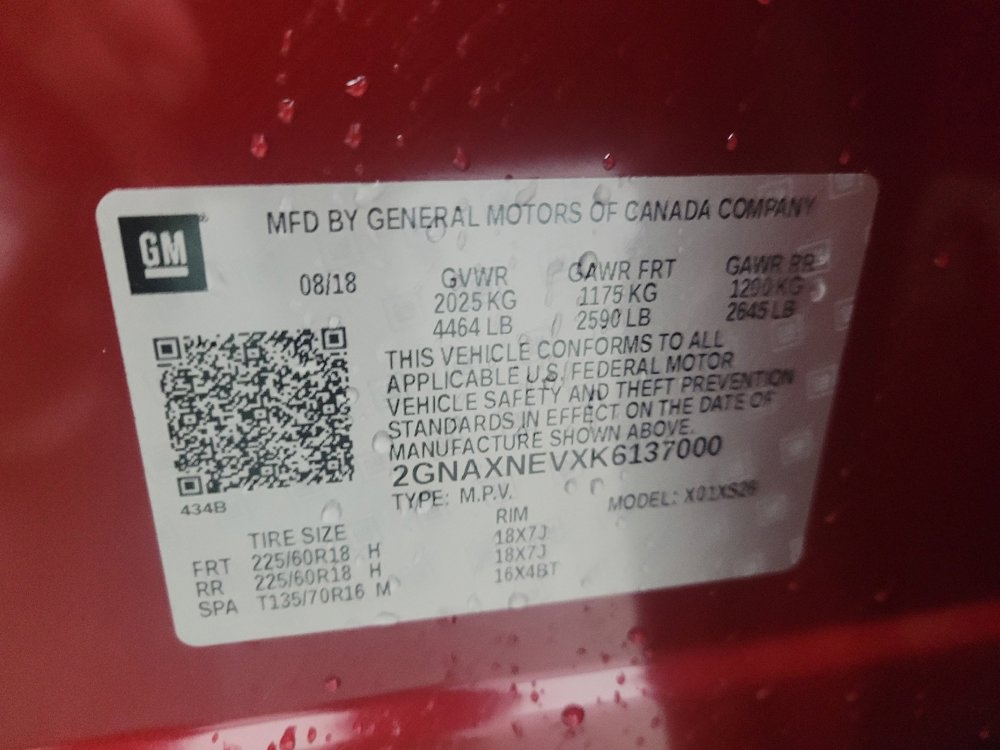 GM
MFD BY GENERAL MOTORS OF CANADA COMPANY
08/18
GVWR GAWR FRT GAWR RR
2025 KG 1175 KG 1200 KG
4464 LB 2590 LB 2645 LB
THIS VEHICLE CONFORMS TO ALL
APPLICABLE U.S. FEDERAL MOTOR
VEHICLE SAFETY AND THEFT PREVENTION
STANDARDS IN EFFECT ON THE DATE OF
MANUFACTURE SHOWN ABOVE.
2GNAXNEVXK6137000
TYPE: M.P.V. MODEL: X01XS26
434B
TIRE SIZE RIM
FRT 225/60R18 H 18X7J
RR 225/60R18 H 18X7J
SPA T135/70R16 M 16X4BT